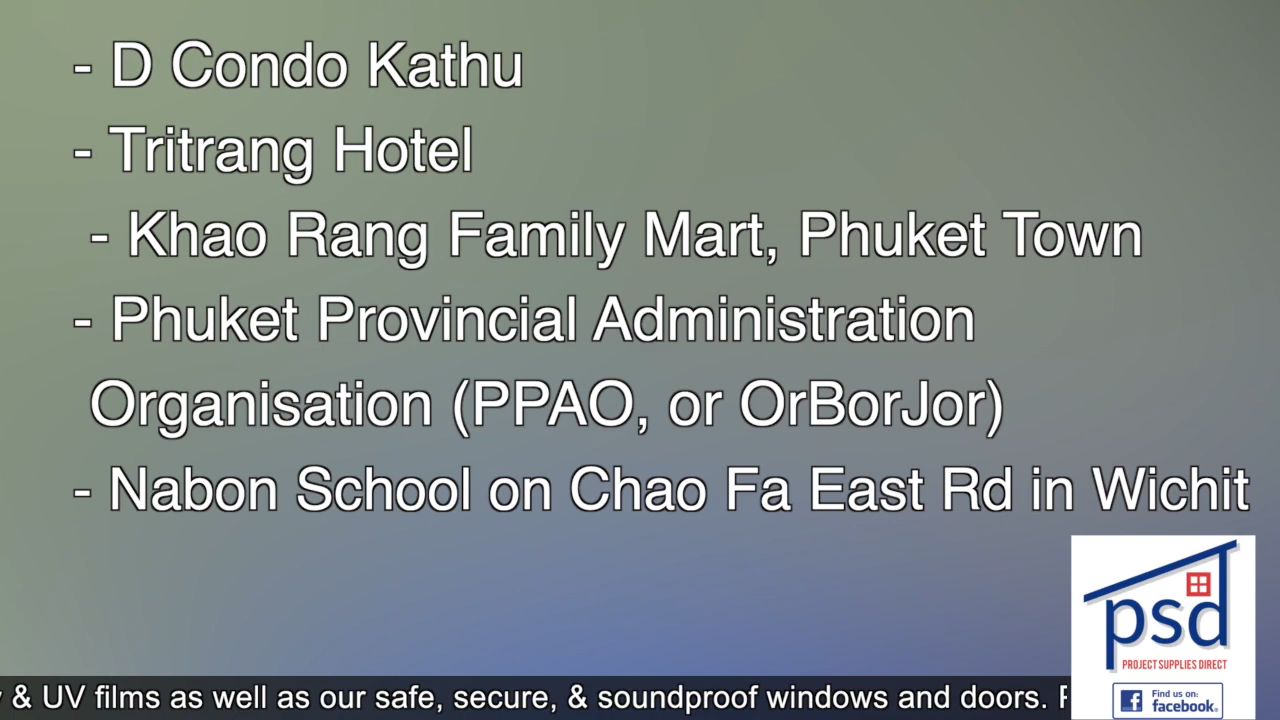 - D Condo Kathu
- Tritrang Hotel
- Khao Rang Family Mart, Phuket Town
- Phuket Provincial Administration
Organisation (PPAO, or OrBorJor)
- Nabon School on Chao Fa East Rd in Wichit
psd
PROJECT SUPPLIES DIRECT
& UV films as well as our safe, secure, & soundproof windows and doors.
Find us on:
facebook.